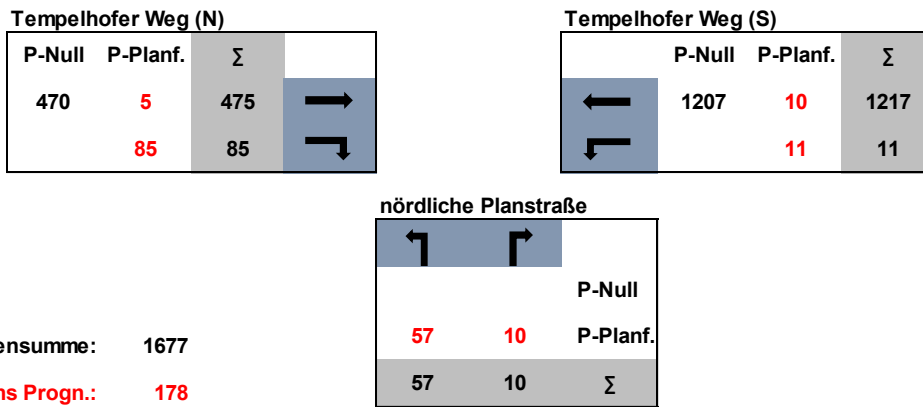 Tempelhofer Weg (N)
P-Null P-Planf. Σ
470 5 475
85 85
Tempelhofer Weg (S)
P-Null P-Planf. Σ
1207 10 1217
11 11
nördliche Planstraße
P-Null
57 10 P-Planf.
57 10 Σ
ensumme: 1677
ns Progn.: 178